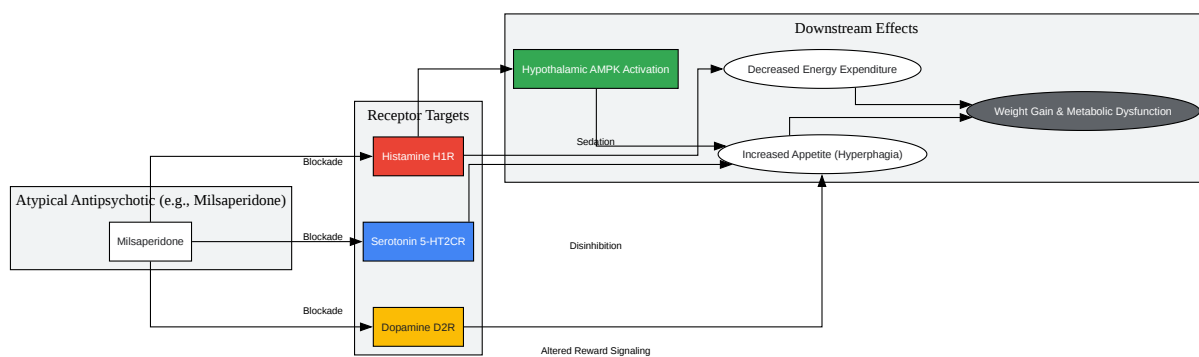 Downstream Effects
Hypothalamic AMPK Activation
Decreased Energy Expenditure
Weight Gain & Metabolic Dysfunction
Receptor Targets
Sedation
Histamine H1R
Increased Appetite (Hyperphagia)
Blockade
Atypical Antipsychotic (e.g., Milsaperidone)
Milsaperidone
Blockade
Serotonin 5-HT2CR
Disinhibition
Blockade
Dopamine D2R
Altered Reward Signaling